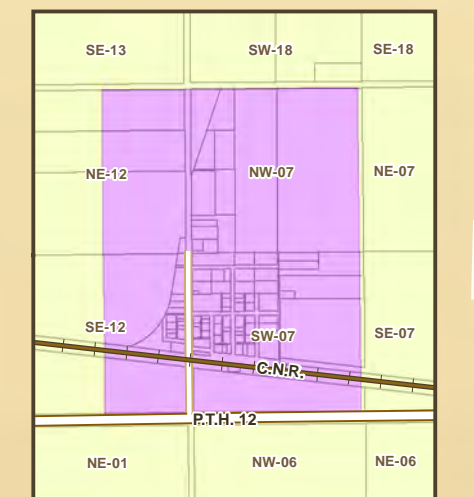 SE-13 SW-18 SE-18
NE-12 NW-07 NE-07
SE-12 SW-07 SE-07
C.N.R.
P.T.H. 12
NE-01 NW-06 NE-06